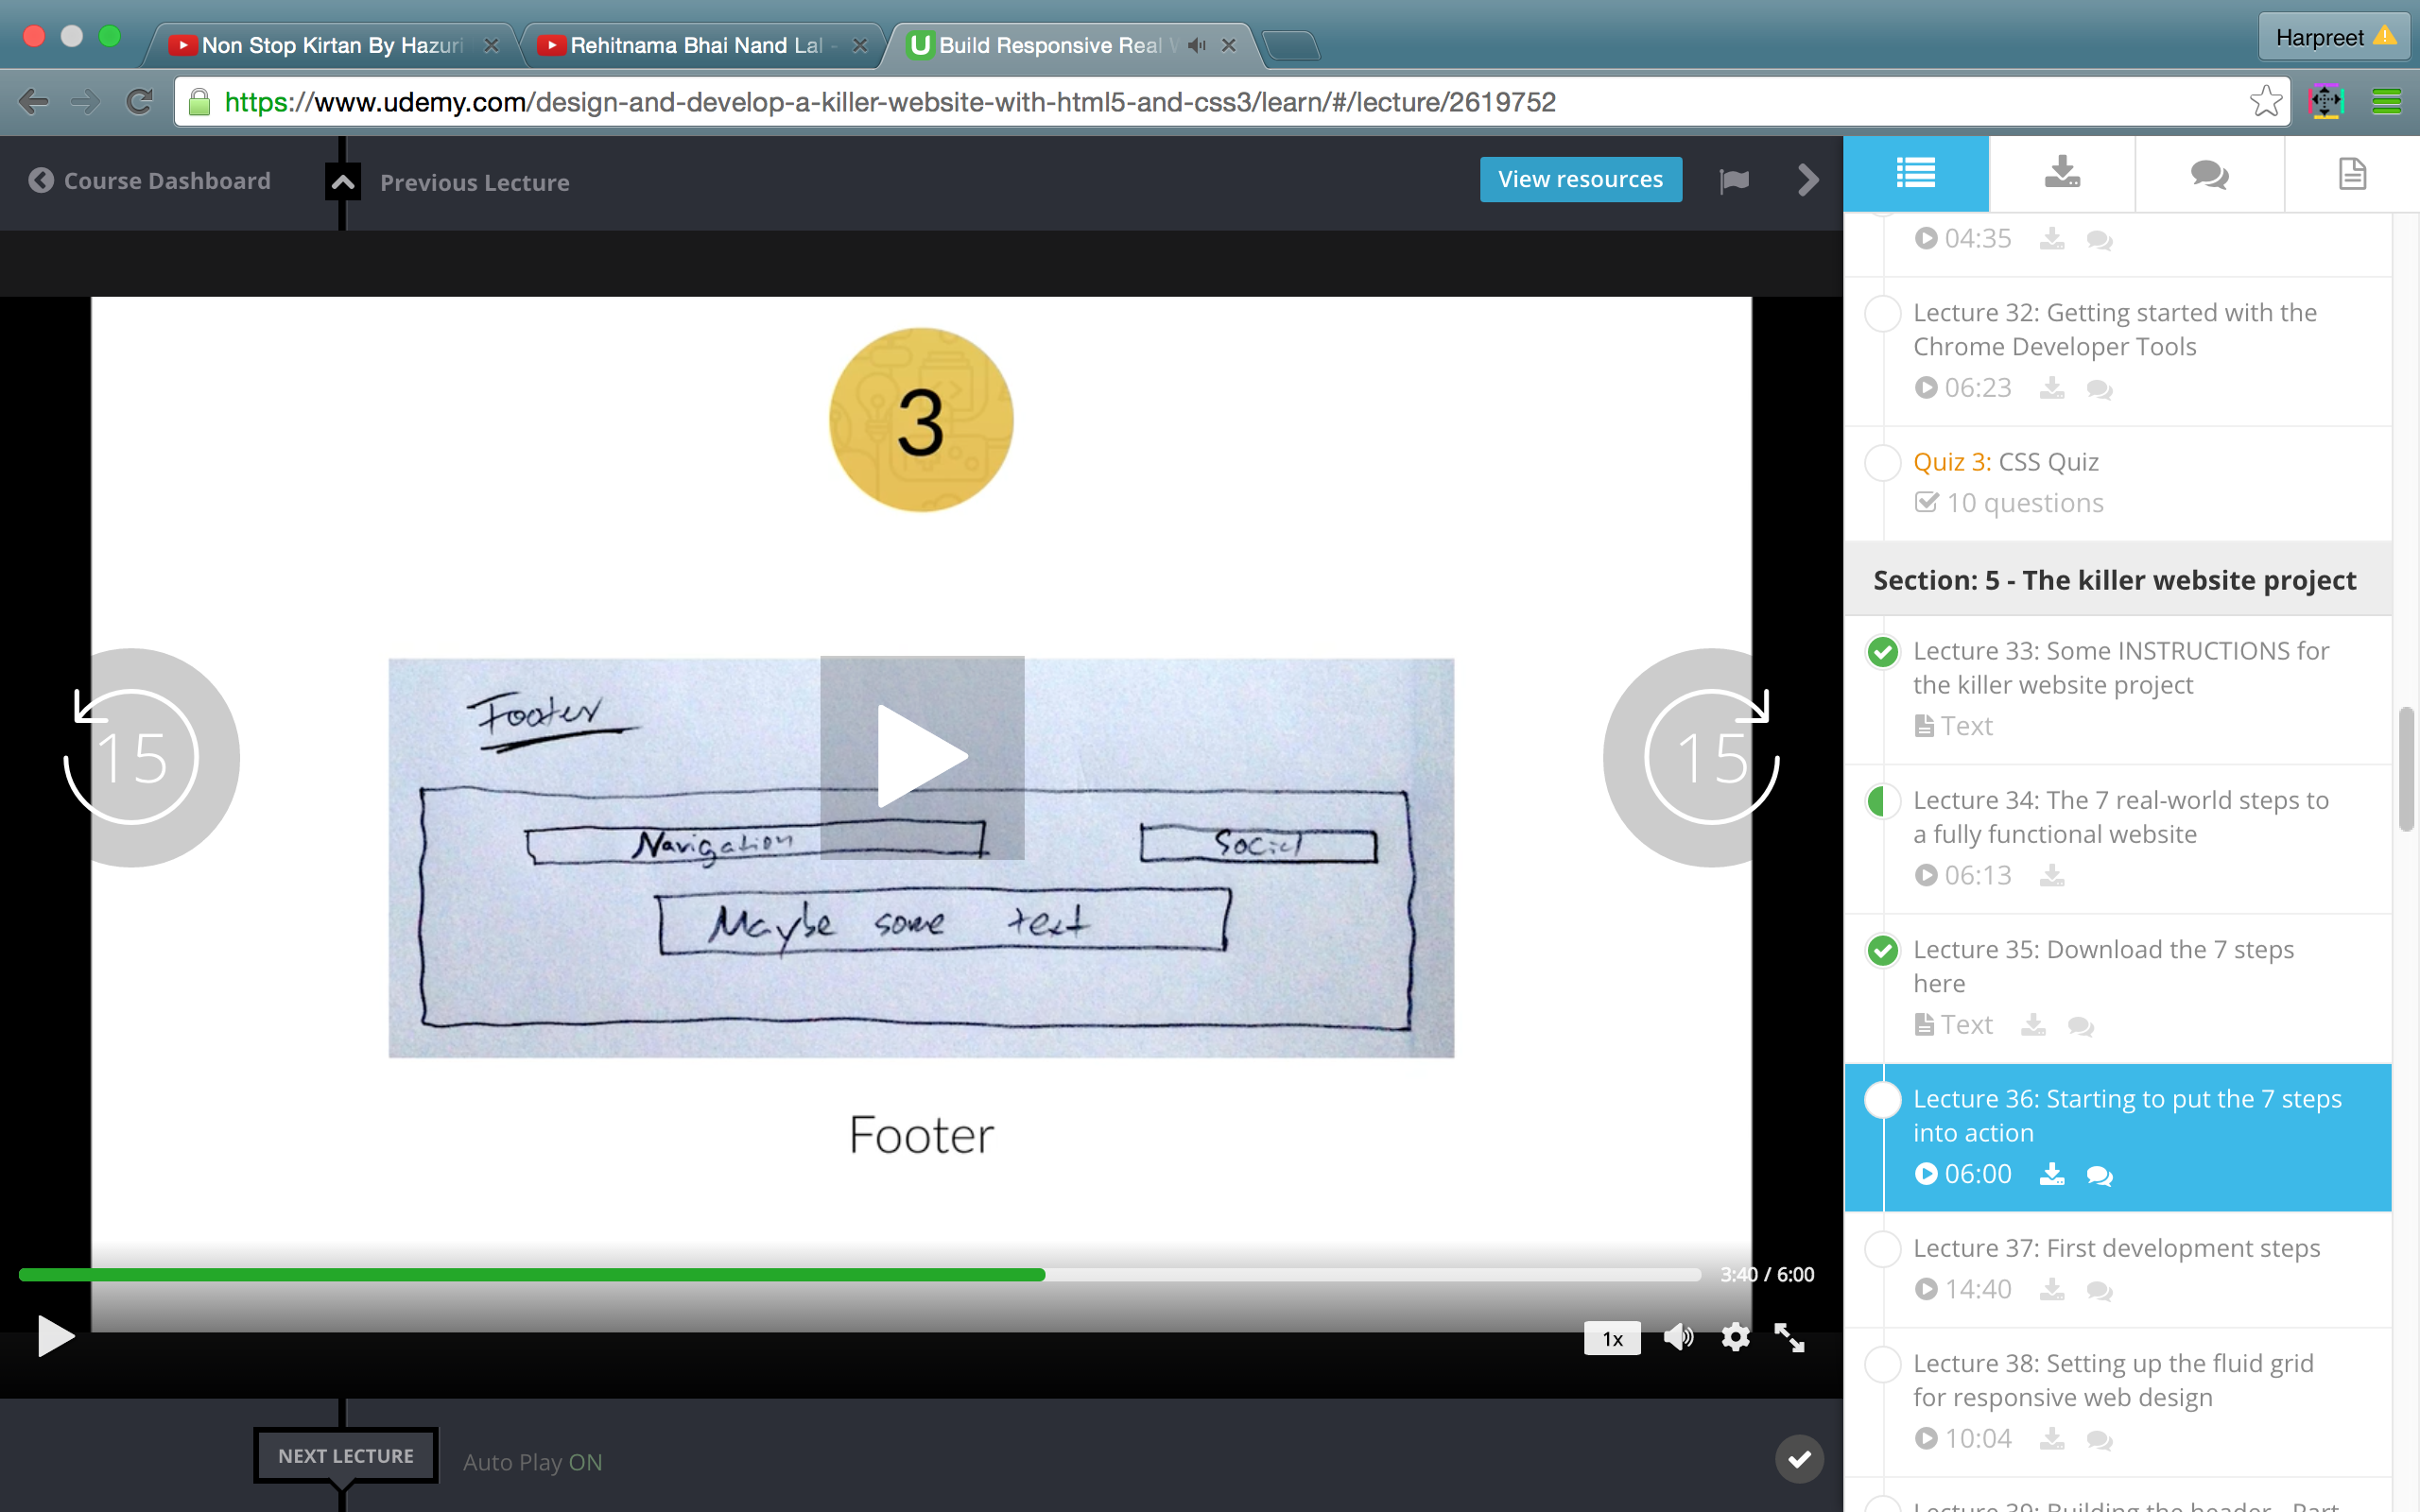 Non Stop Kirtan By Hazuri
Rehitnama Bhai Nand Lal -
Build Responsive Real W
Harpreet
https://www.udemy.com/design-and-develop-a-killer-website-with-html5-and-css3/learn/#/lecture/2619752
Course Dashboard
Previous Lecture
View resources
3
Footer
Navigation
Social
Maybe some text
Footer
15
15
3:40 / 6:00
1x
NEXT LECTURE
Auto Play ON
04:35
Lecture 32: Getting started with the
Chrome Developer Tools
06:23
Quiz 3: CSS Quiz
10 questions
Section: 5 - The killer website project
Lecture 33: Some INSTRUCTIONS for
the killer website project
Text
Lecture 34: The 7 real-world steps to
a fully functional website
06:13
Lecture 35: Download the 7 steps
here
Text
Lecture 36: Starting to put the 7 steps
into action
06:00
Lecture 37: First development steps
14:40
Lecture 38: Setting up the fluid grid
for responsive web design
10:04
Lecture 39: Building the header - Part